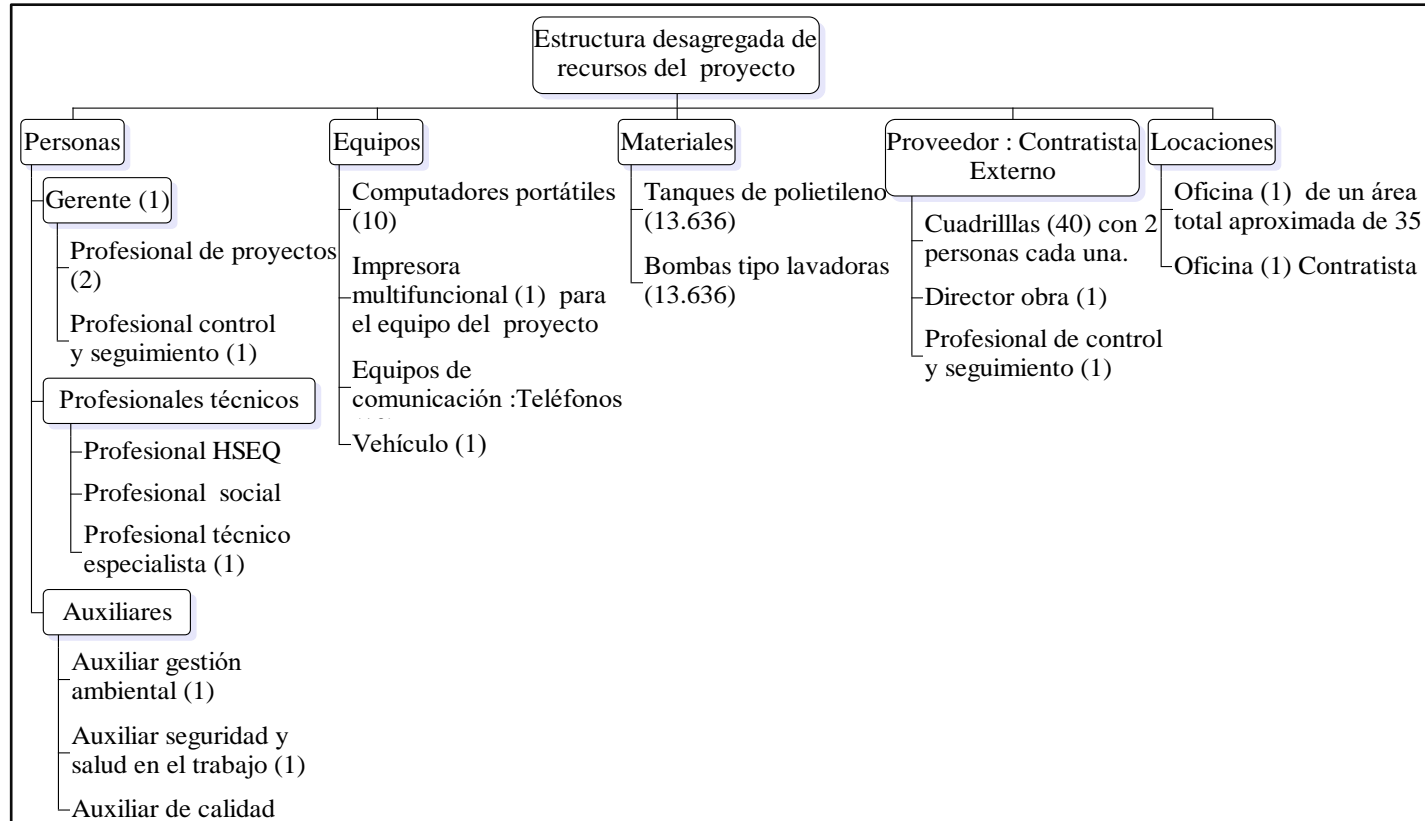 Estructura desagregada de
recursos del proyecto
Personas
Gerente (1)
Profesional de proyectos
(2)
Profesional control
y seguimiento (1)
Profesionales técnicos
Profesional HSEQ
Profesional social
Profesional técnico
especialista (1)
Auxiliares
Auxiliar gestión
ambiental (1)
Auxiliar seguridad y
salud en el trabajo (1)
Auxiliar de calidad
Equipos
Computadores portátiles
(10)
Impresora
multifuncional (1) para
el equipo del proyecto
Equipos de
comunicación :Teléfonos
Vehículo (1)
Materiales
Tanques de polietileno
(13.636)
Bombas tipo lavadoras
(13.636)
Proveedor : Contratista
Externo
Cuadrilllas (40) con 2
personas cada una.
Director obra (1)
Profesional de control
y seguimiento (1)
Locaciones
Oficina (1) de un área
total aproximada de 35
Oficina (1) Contratista